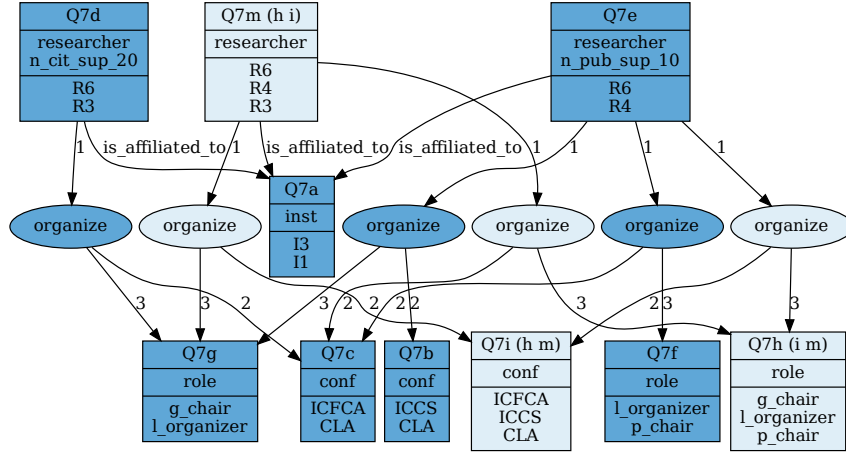 Q7d
researcher
n_cit_sup_20
R6
R3
Q7m (h i)
researcher
R6
R4
R3
Q7e
researcher
n_pub_sup_10
R6
R4
1
is_affiliated_to
1
is_affiliated_to
is_affiliated_to
1
1
1
1
Q7a
inst
I3
I1
organize
organize
organize
organize
organize
organize
3
2
3
2
3
2
2
3
2
3
2
3
Q7g
role
g_chair
l_organizer
Q7c
conf
ICFCA
CLA
Q7b
conf
ICCS
CLA
Q7i (h m)
conf
ICFCA
ICCS
CLA
Q7f
role
l_organizer
p_chair
Q7h (i m)
role
g_chair
l_organizer
p_chair